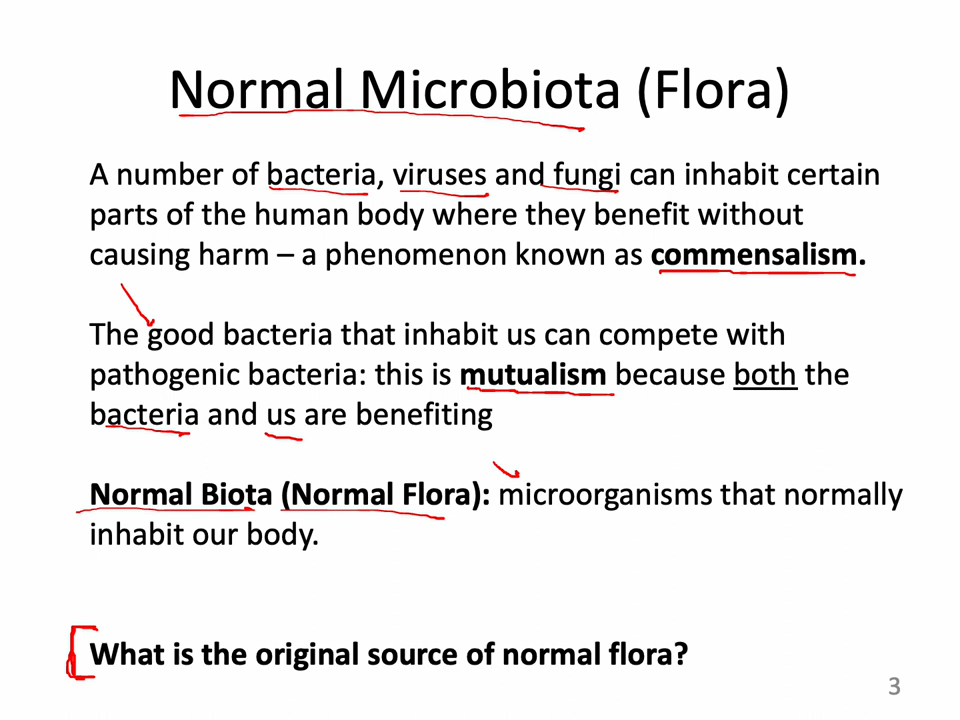 Normal Microbiota (Flora)
A number of bacteria, viruses and fungi can inhabit certain
parts of the human body where they benefit without
causing harm – a phenomenon known as commensalism.
The good bacteria that inhabit us can compete with
pathogenic bacteria: this is mutualism because both the
bacteria and us are benefiting
Normal Biota (Normal Flora): microorganisms that normally
inhabit our body.
What is the original source of normal flora?
3